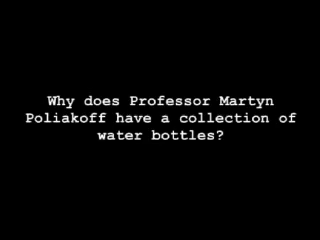 Why does Professor Martyn
Poliakoff have a collection of
water bottles?